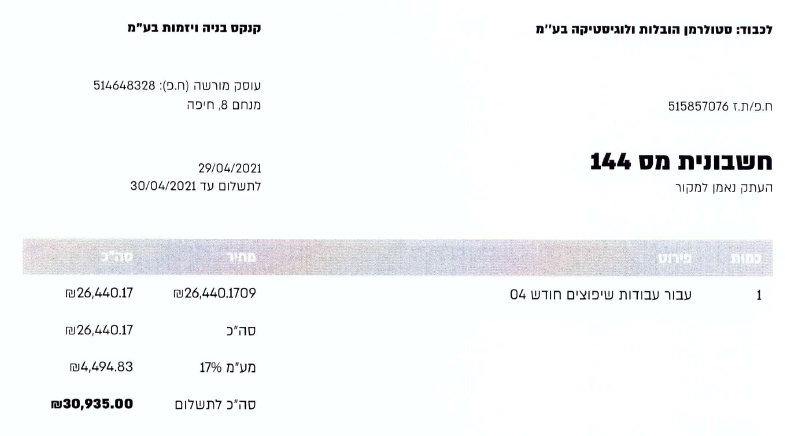 לכבוד: סטולרמן הובלות ולוגיסטיקה בע"מ
ח.פ/ת.ז 515857076
קנקס בניה ויזמות בע"מ
עוסק מורשה (ח.פ): 514648328
מנחם 8, חיפה
חשבונית מס 144
העתק נאמן למקור
29/04/2021
לתשלום עד 30/04/2021
כמות פירוט מחיר סה"כ
1 עבור עבודות שיפוצים חודש 04 ₪26,440.1709 ₪26,440.17
סה"כ ₪26,440.17
מע"מ 17% ₪4,494.83
סה"כ לתשלום ₪30,935.00